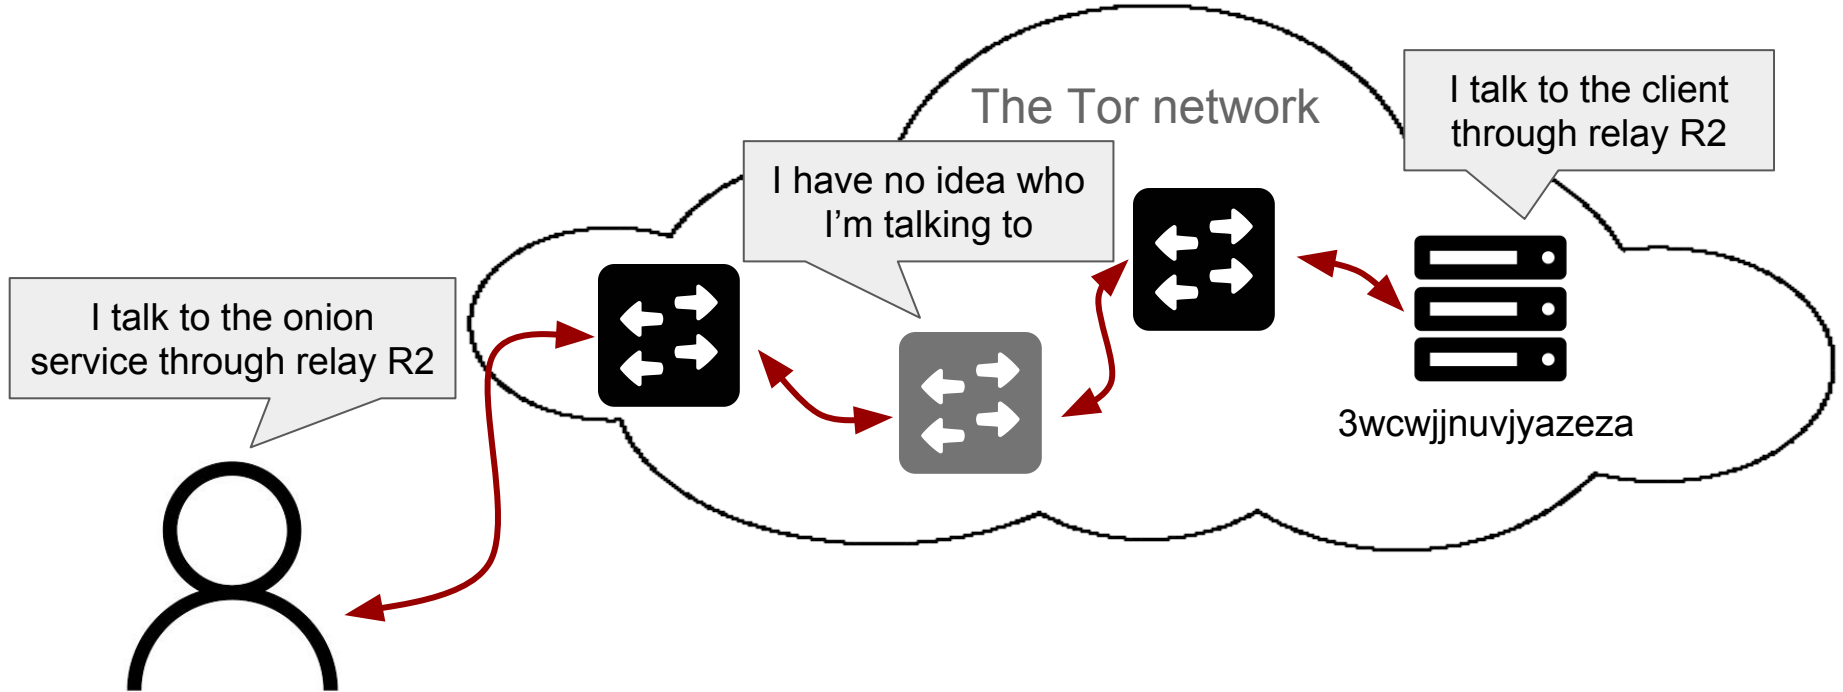 The Tor network
I talk to the client
through relay R2
I have no idea who
I’m talking to
I talk to the onion
service through relay R2
3wcwjjnuvjyazeza